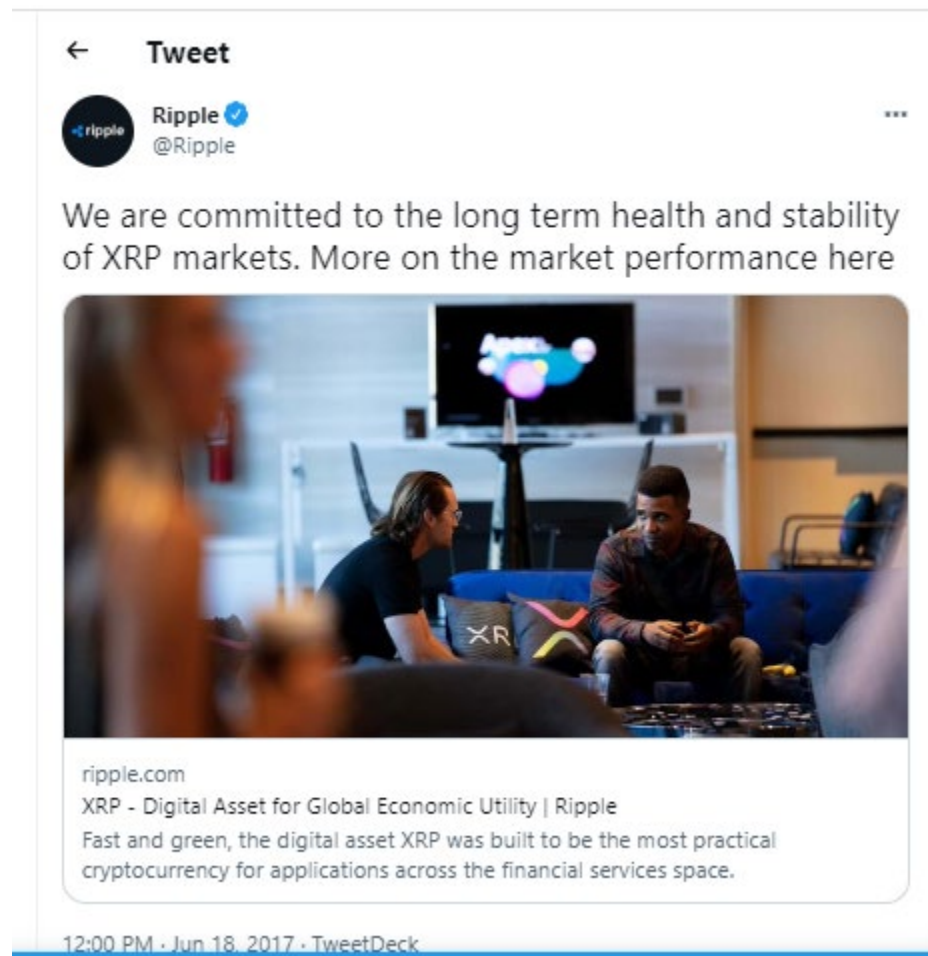 Tweet
ripple
Ripple
@Ripple
We are committed to the long term health and stability
of XRP markets. More on the market performance here
XR
ripple.com
XRP - Digital Asset for Global Economic Utility | Ripple
Fast and green, the digital asset XRP was built to be the most practical
cryptocurrency for applications across the financial services space.
12:00 PM · Jun 18, 2017 · TweetDeck